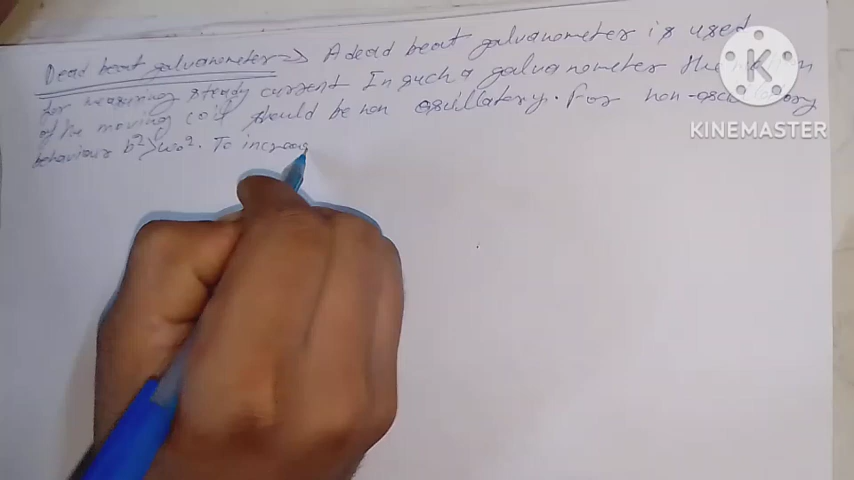 Dead beat galvanometer => A dead beat galvanometer is used
for measuring steady current In such a galvanometer the
of the moving coil should be non oscillatory. For non-oscillatory
behaviour b²>ω₀². To increas
KINEMASTER